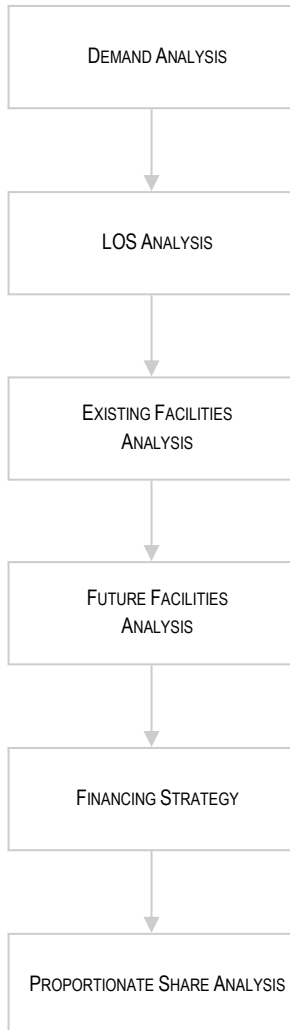 DEMAND ANALYSIS
LOS ANALYSIS
EXISTING FACILITIES
ANALYSIS
FUTURE FACILITIES
ANALYSIS
FINANCING STRATEGY
PROPORTIONATE SHARE ANALYSIS